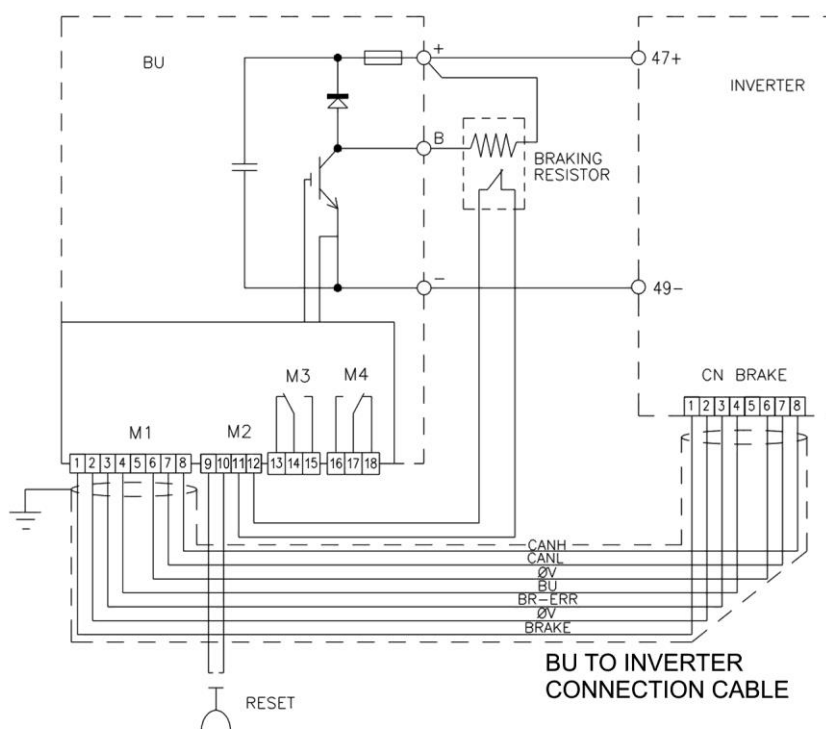 BU
+
47+
INVERTER
B
BRAKING
RESISTOR
−
49−
CN BRAKE
1 2 3 4 5 6 7 8
M3 M4
M1 M2
1 2 3 4 5 6 7 8 9 10 11 12 13 14 15 16 17 18
CANH
CANL
ØV
BU
BR-ERR
ØV
BRAKE
BU TO INVERTER
CONNECTION CABLE
RESET